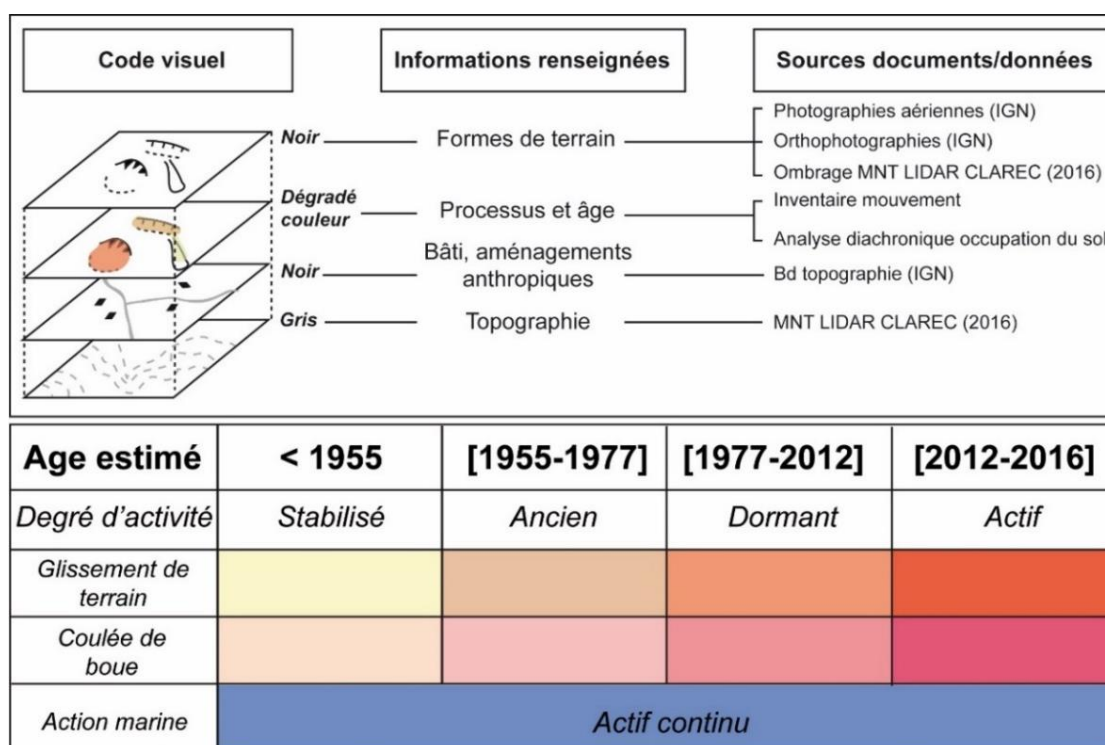 Code visuel
Informations renseignées
Sources documents/données
Noir
Formes de terrain
Photographies aériennes (IGN)
Orthophotographies (IGN)
Ombrage MNT LIDAR CLAREC (2016)
Dégradé
couleur
Processus et âge
Inventaire mouvement
Analyse diachronique occupation du sol
Noir
Bâti, aménagements
anthropiques
Bd topographie (IGN)
Gris
Topographie
MNT LIDAR CLAREC (2016)
Age estimé
< 1955
[1955-1977]
[1977-2012]
[2012-2016]
Degré d'activité
Stabilisé
Ancien
Dormant
Actif
Glissement de
terrain
Coulée de
boue
Action marine
Actif continu